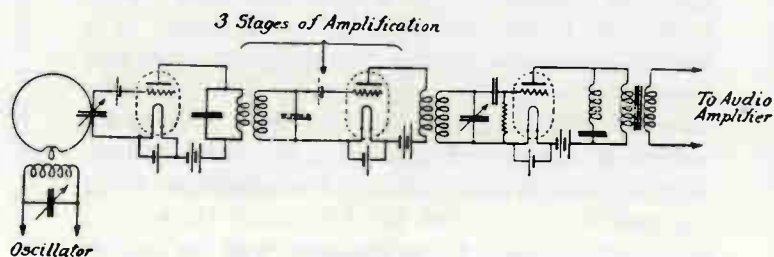 3 Stages of Amplification
To Audio
Amplifier
Oscillator